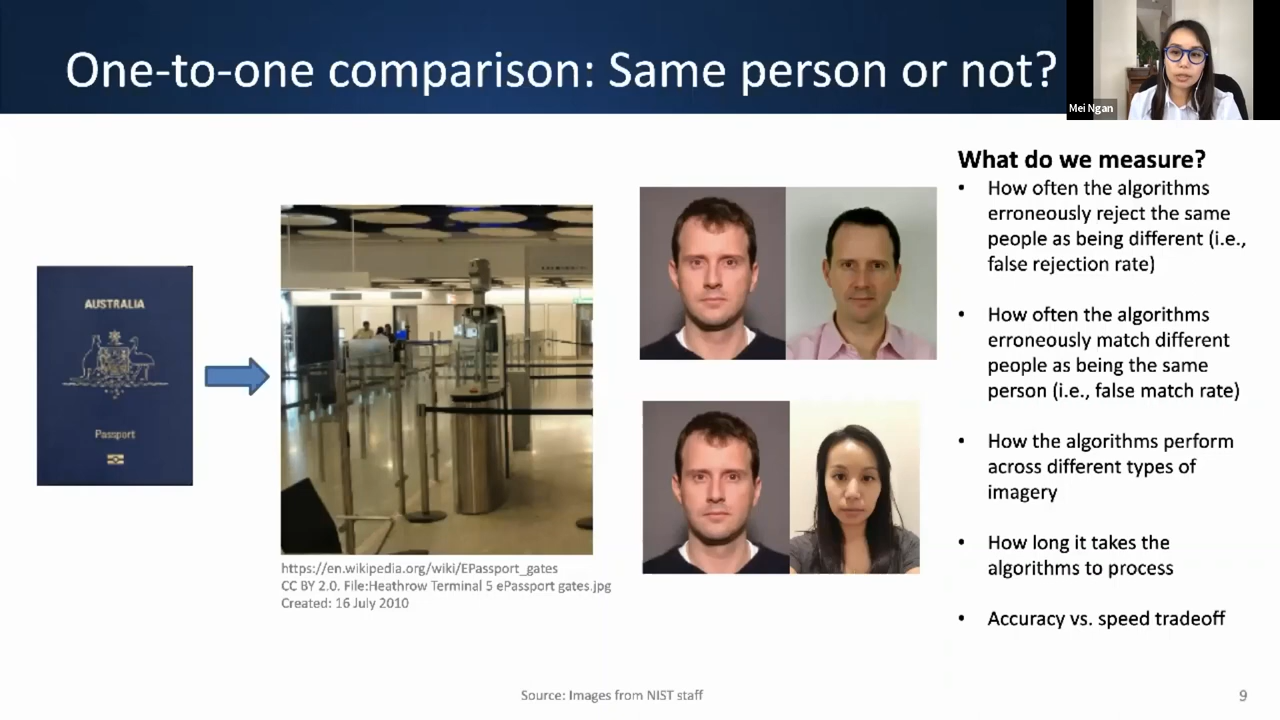 One-to-one comparison: Same person or not?
Mei Ngan
AUSTRALIA
Passport
https://en.wikipedia.org/wiki/EPassport_gates
CC BY 2.0. File:Heathrow Terminal 5 ePassport gates.jpg
Created: 16 July 2010
What do we measure?
• How often the algorithms
erroneously reject the same
people as being different (i.e.,
false rejection rate)
• How often the algorithms
erroneously match different
people as being the same
person (i.e., false match rate)
• How the algorithms perform
across different types of
imagery
• How long it takes the
algorithms to process
• Accuracy vs. speed tradeoff
Source: Images from NIST staff
9